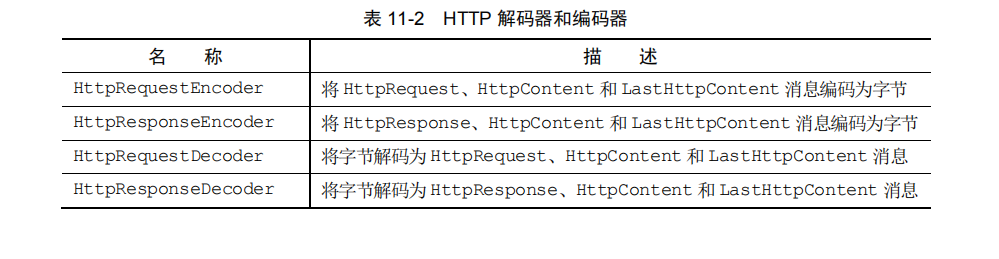 表 11-2 HTTP 解码器和编码器
名 称 描 述
HttpRequestEncoder 将 HttpRequest、HttpContent 和 LastHttpContent 消息编码为字节
HttpResponseEncoder 将 HttpResponse、HttpContent 和 LastHttpContent 消息编码为字节
HttpRequestDecoder 将字节解码为 HttpRequest、HttpContent 和 LastHttpContent 消息
HttpResponseDecoder 将字节解码为 HttpResponse、HttpContent 和 LastHttpContent 消息